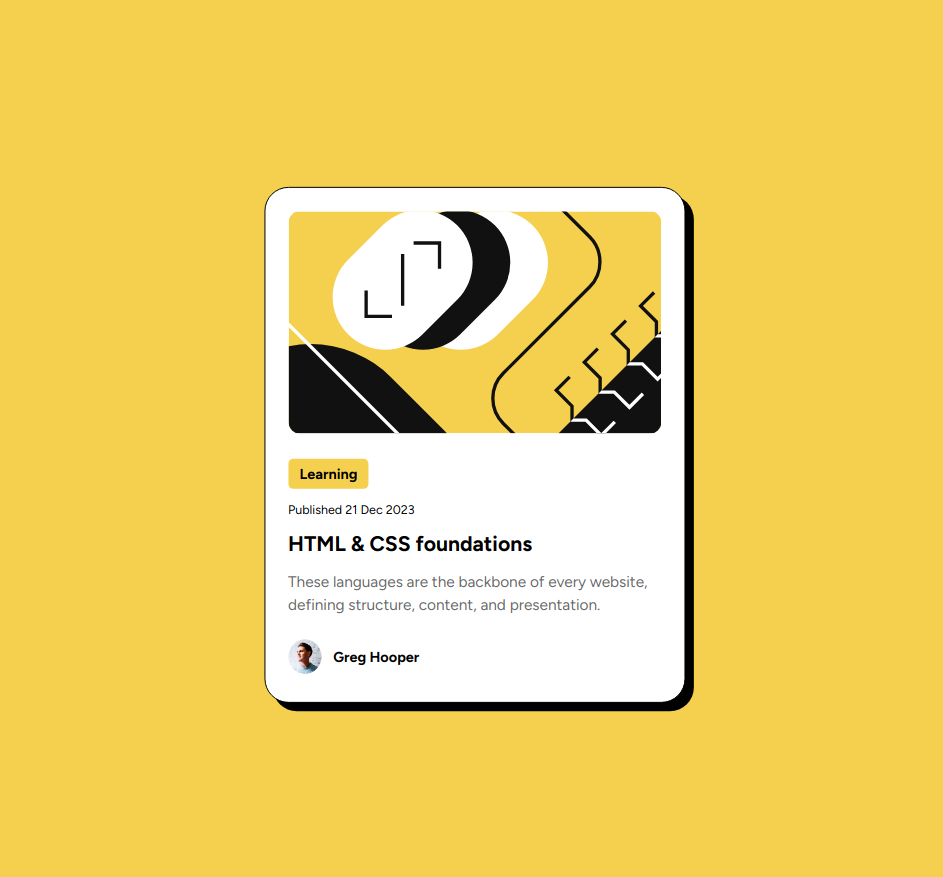 Learning
Published 21 Dec 2023
HTML & CSS foundations
These languages are the backbone of every website,
defining structure, content, and presentation.
Greg Hooper